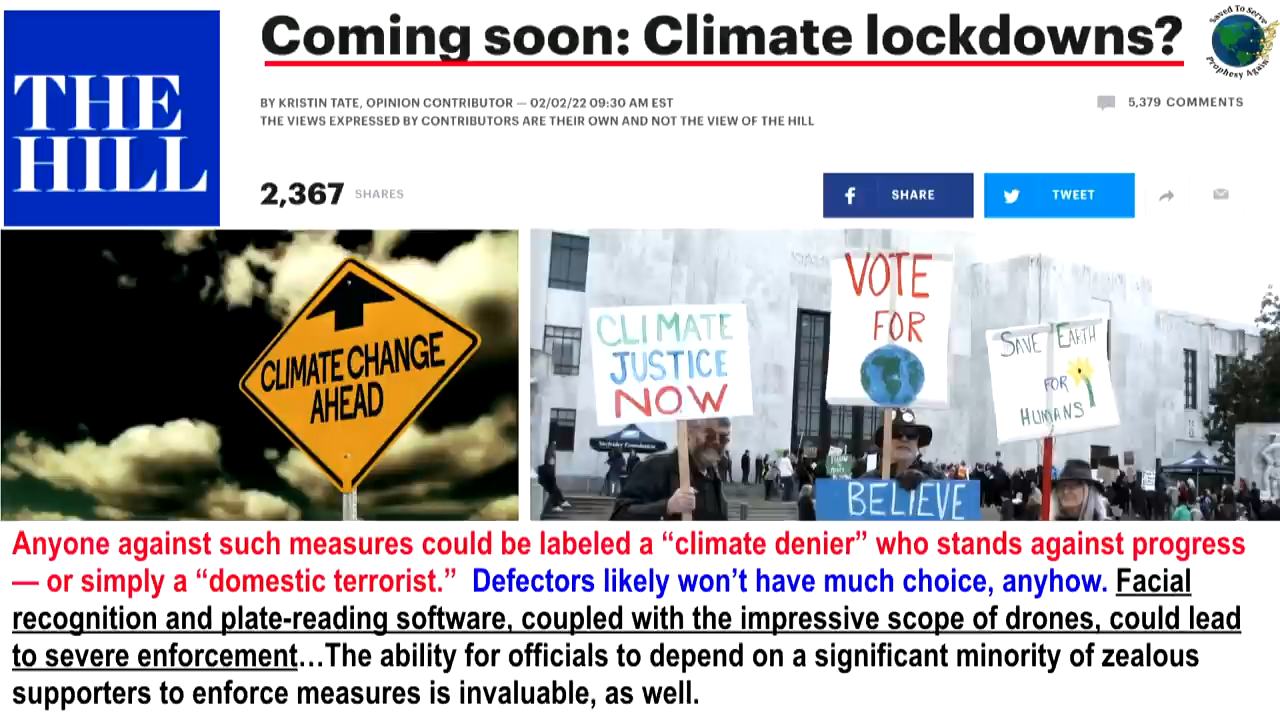 THE
HILL
Coming soon: Climate lockdowns?
Saved To Serve
Prophesy Again
BY KRISTIN TATE, OPINION CONTRIBUTOR — 02/02/22 09:30 AM EST
THE VIEWS EXPRESSED BY CONTRIBUTORS ARE THEIR OWN AND NOT THE VIEW OF THE HILL
5,379 COMMENTS
2,367 SHARES
SHARE
TWEET
CLIMATE CHANGE
AHEAD
CLIMATE
JUSTICE
NOW
VOTE
FOR
SAVE EARTH
FOR
HUMANS
BELIEVE
Anyone against such measures could be labeled a “climate denier” who stands against progress
— or simply a “domestic terrorist.” Defectors likely won’t have much choice, anyhow. Facial
recognition and plate-reading software, coupled with the impressive scope of drones, could lead
to severe enforcement…The ability for officials to depend on a significant minority of zealous
supporters to enforce measures is invaluable, as well.